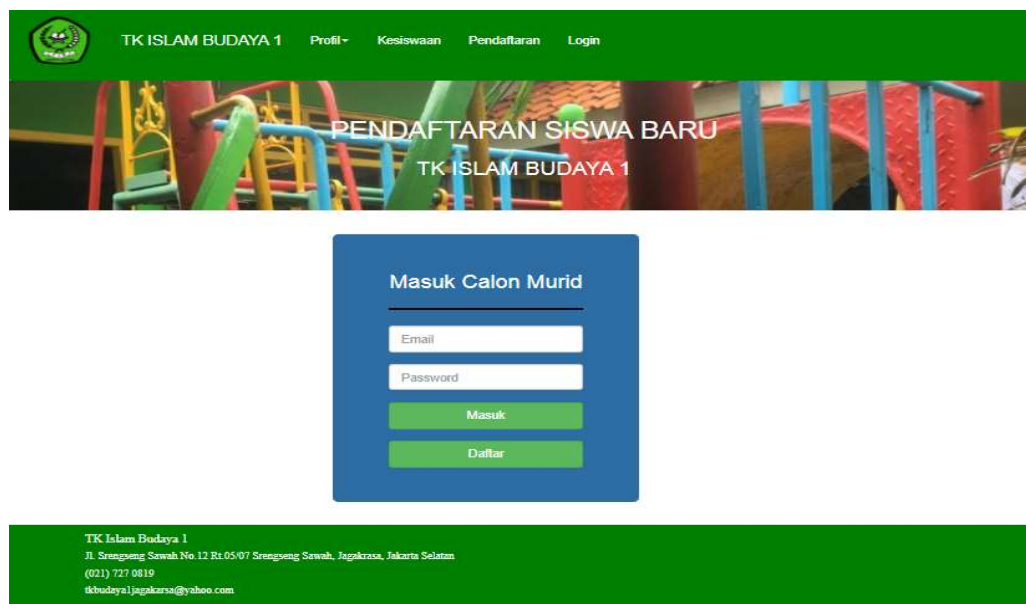 TK ISLAM BUDAYA 1 Profil Kesiswaan Pendaftaran Login
PENDAFTARAN SISWA BARU
TK ISLAM BUDAYA 1
Masuk Calon Murid
Email
Password
Masuk
Daftar
TK Islam Budaya 1
Jl. Srengseng Sawah No.12 Rt.05/07 Srengseng Sawah, Jagakrasa, Jakarta Selatan
(021) 727 0819
tkbudaya1jagakarsa@yahoo.com